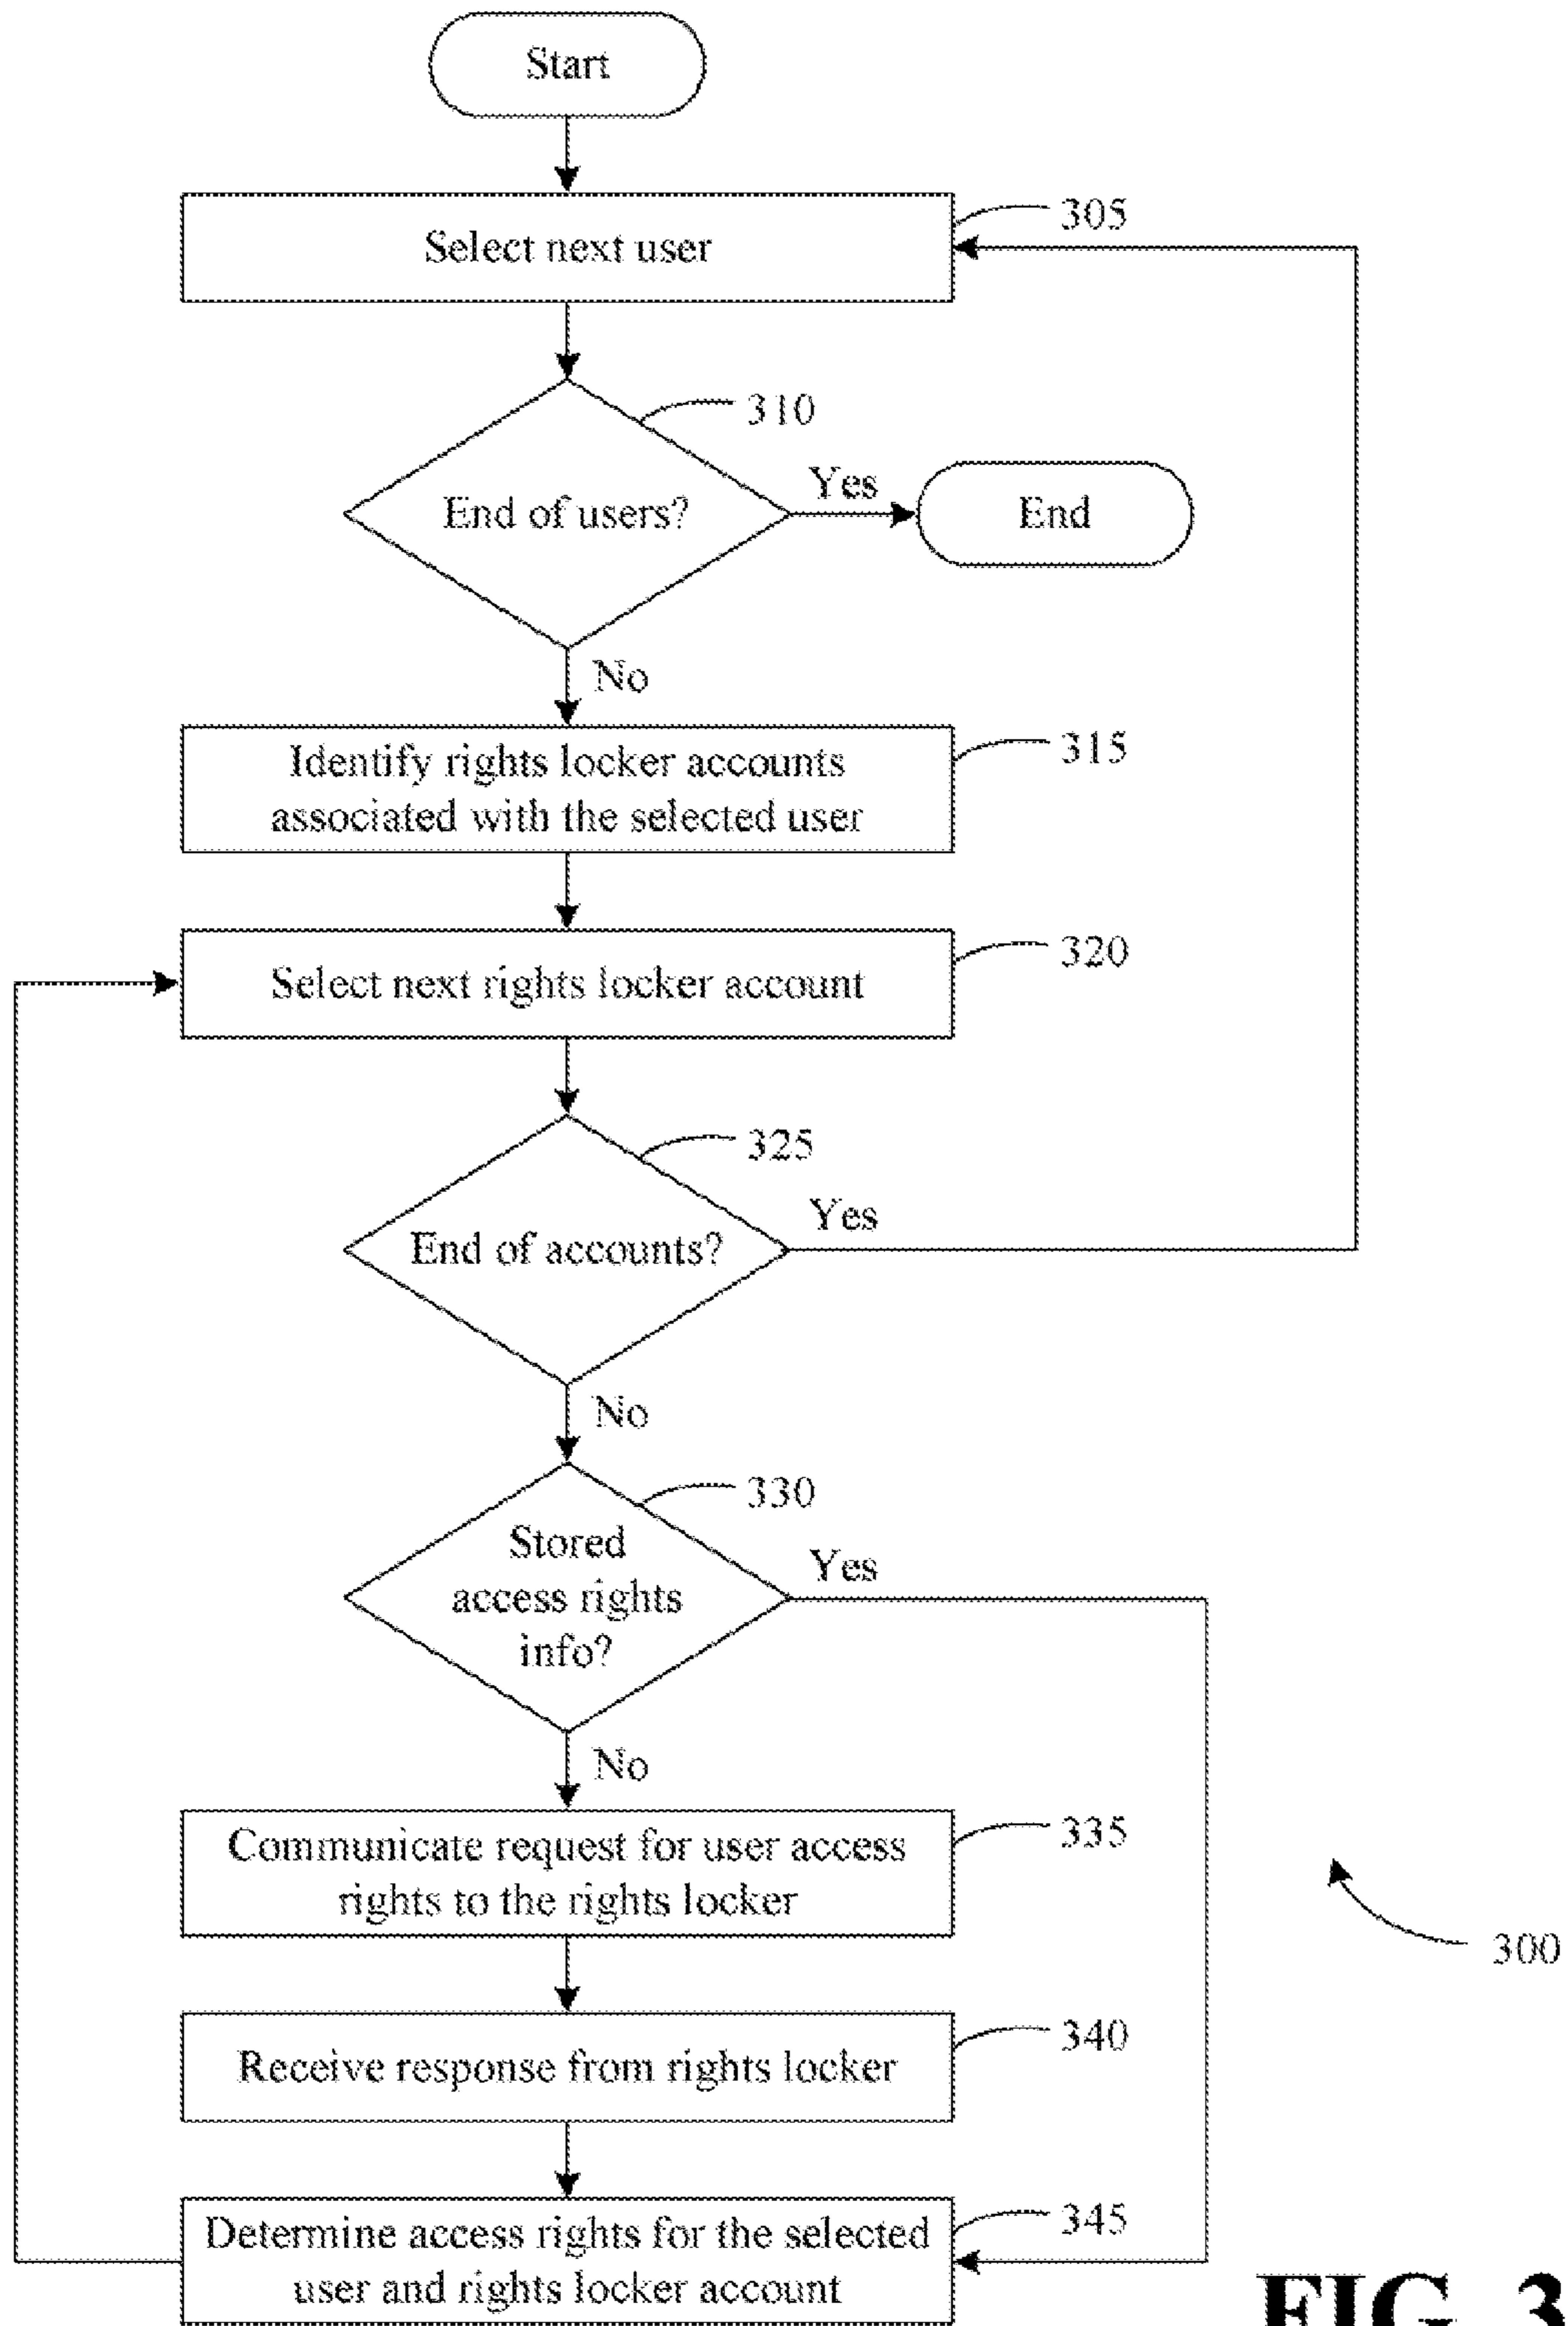 Start
305
Select next user
310
Yes
End of users?
End
No
315
Identify rights locker accounts
associated with the selected user
320
Select next rights locker account
325
Yes
End of accounts?
No
330
Stored
access rights
info?
Yes
No
335
Communicate request for user access
rights to the rights locker
300
340
Receive response from rights locker
345
Determine access rights for the selected
user and rights locker account
FIG. 3